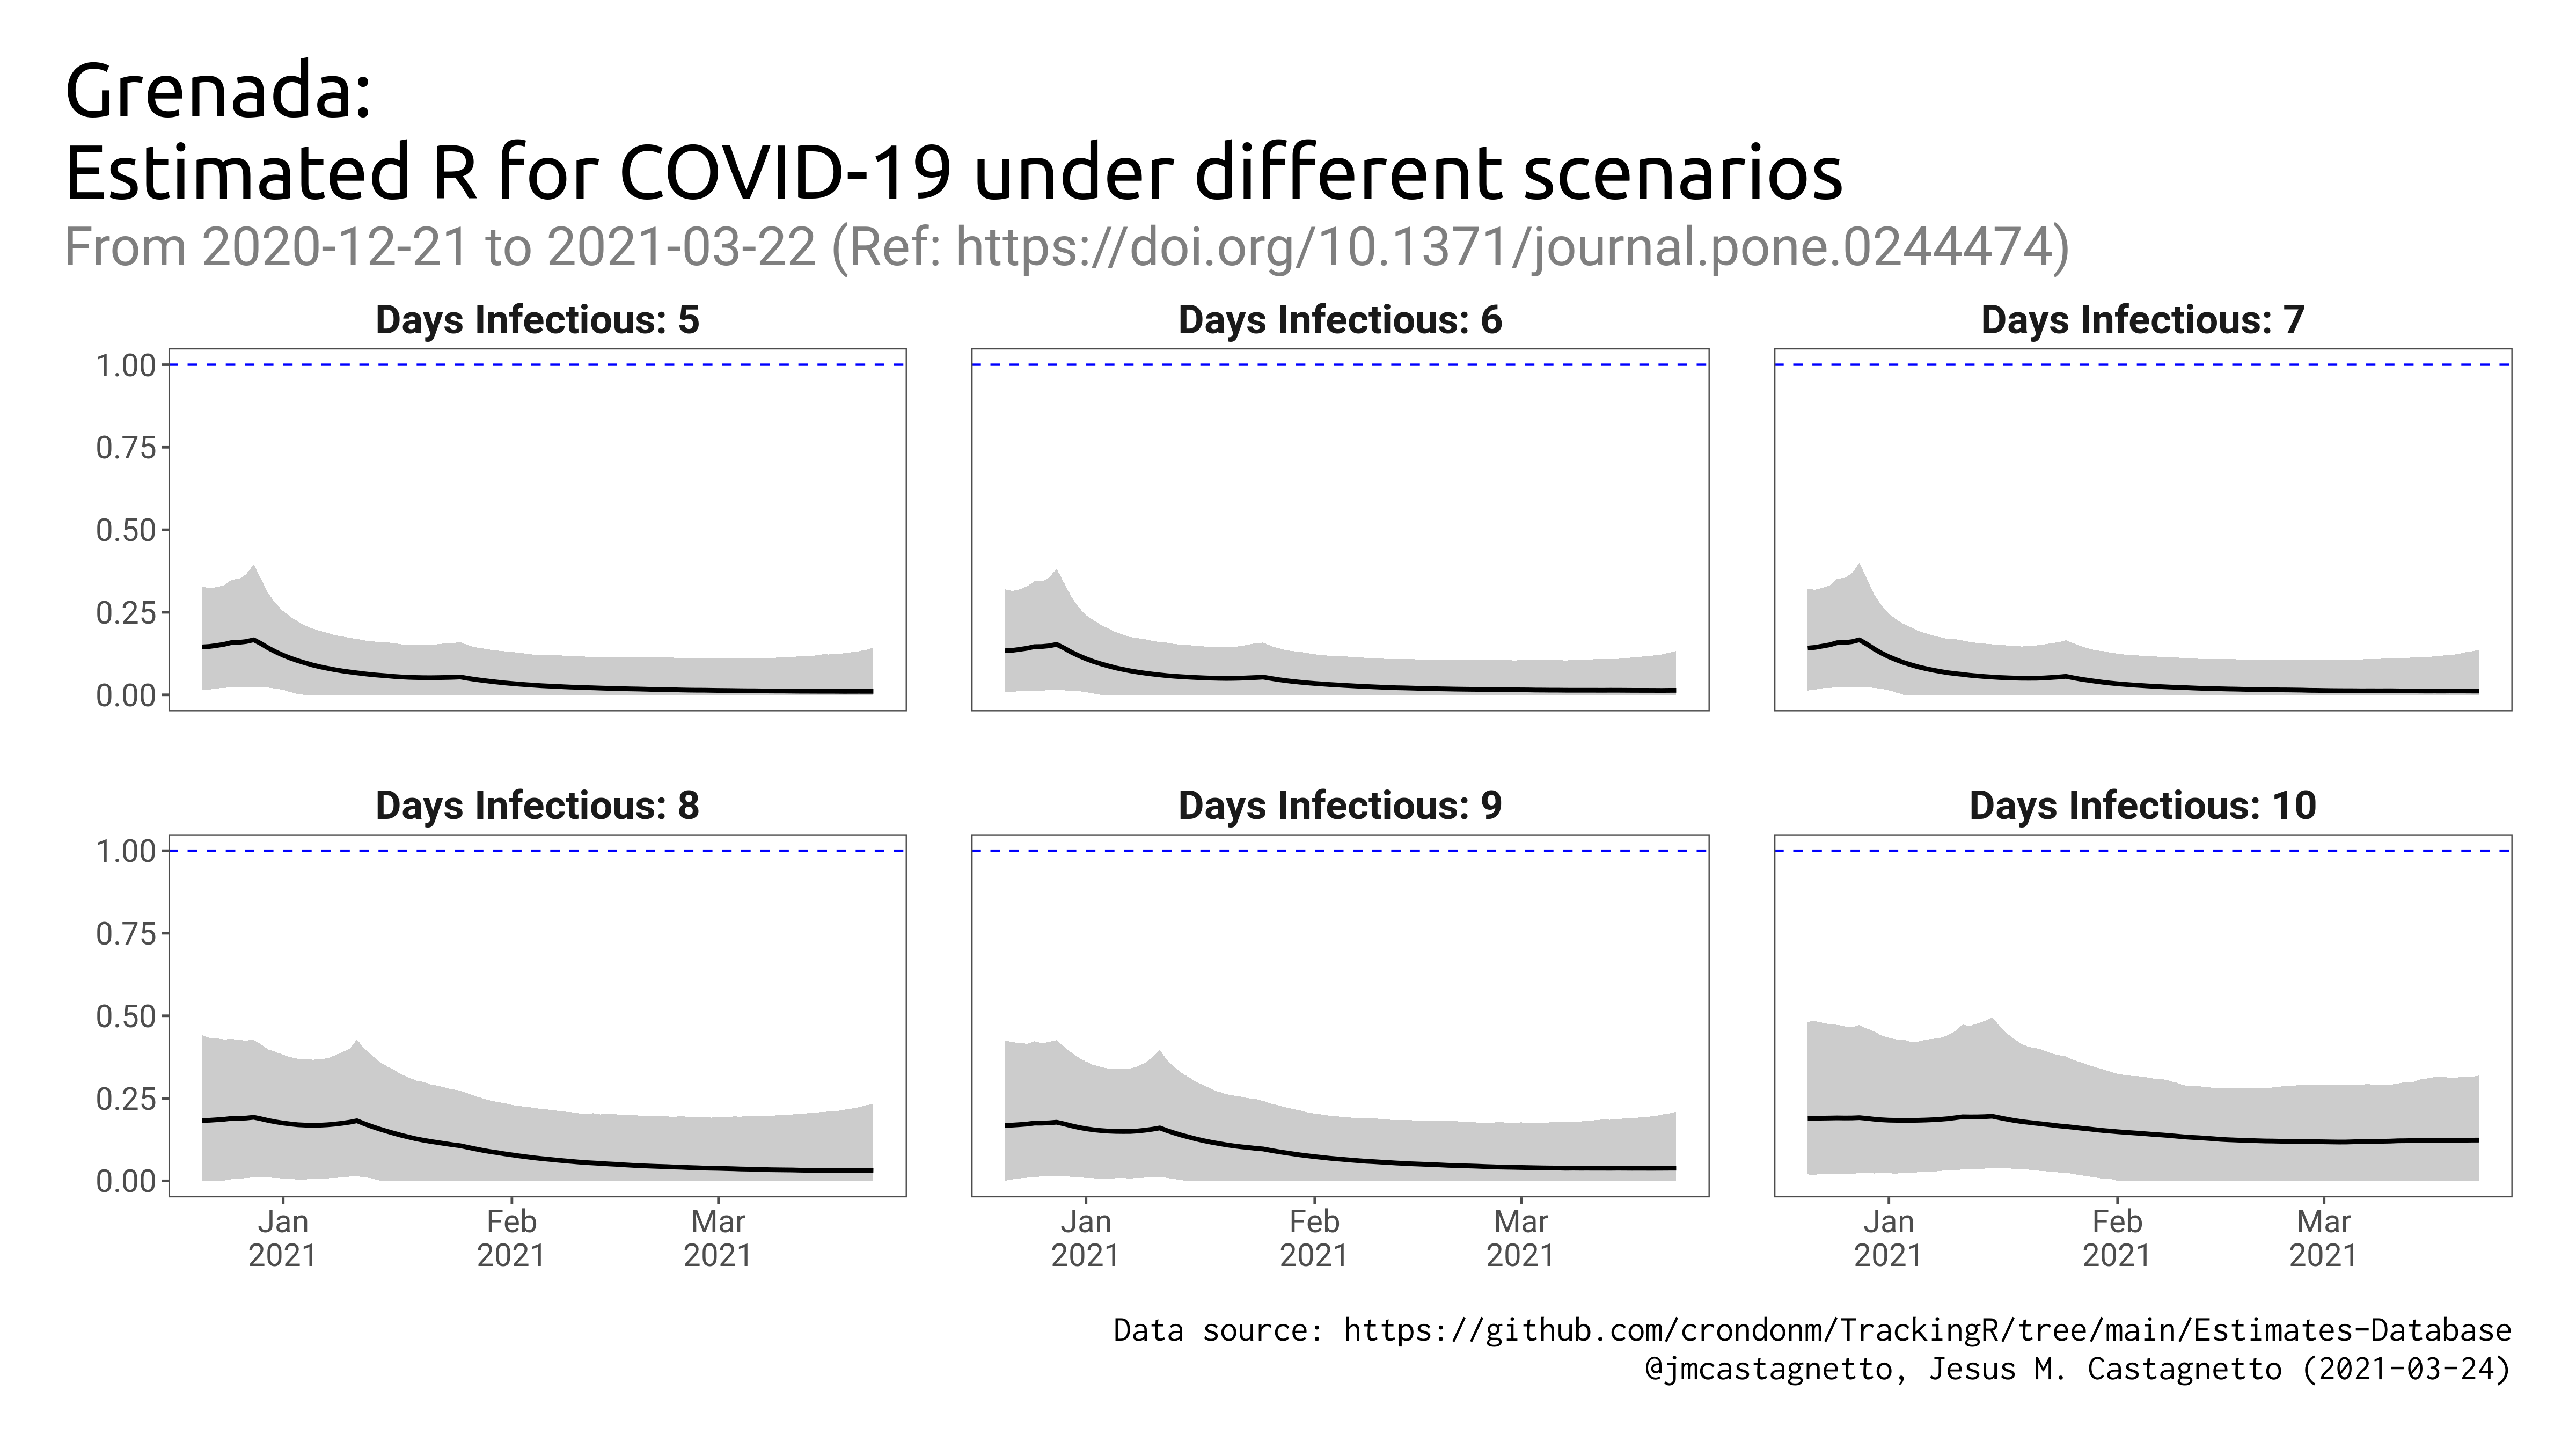 Grenada:
Estimated R for COVID-19 under different scenarios
From 2020-12-21 to 2021-03-22 (Ref: https://doi.org/10.1371/journal.pone.0244474)
Days Infectious: 5
Days Infectious: 6
Days Infectious: 7
1.00
0.75
0.50
0.25
0.00
Days Infectious: 8
Days Infectious: 9
Days Infectious: 10
1.00
0.75
0.50
0.25
0.00
Jan Feb Mar Jan Feb Mar Jan Feb Mar
2021 2021 2021 2021 2021 2021 2021 2021 2021
Data source: https://github.com/crondonm/TrackingR/tree/main/Estimates-Database
@jmcastagnetto, Jesus M. Castagnetto (2021-03-24)